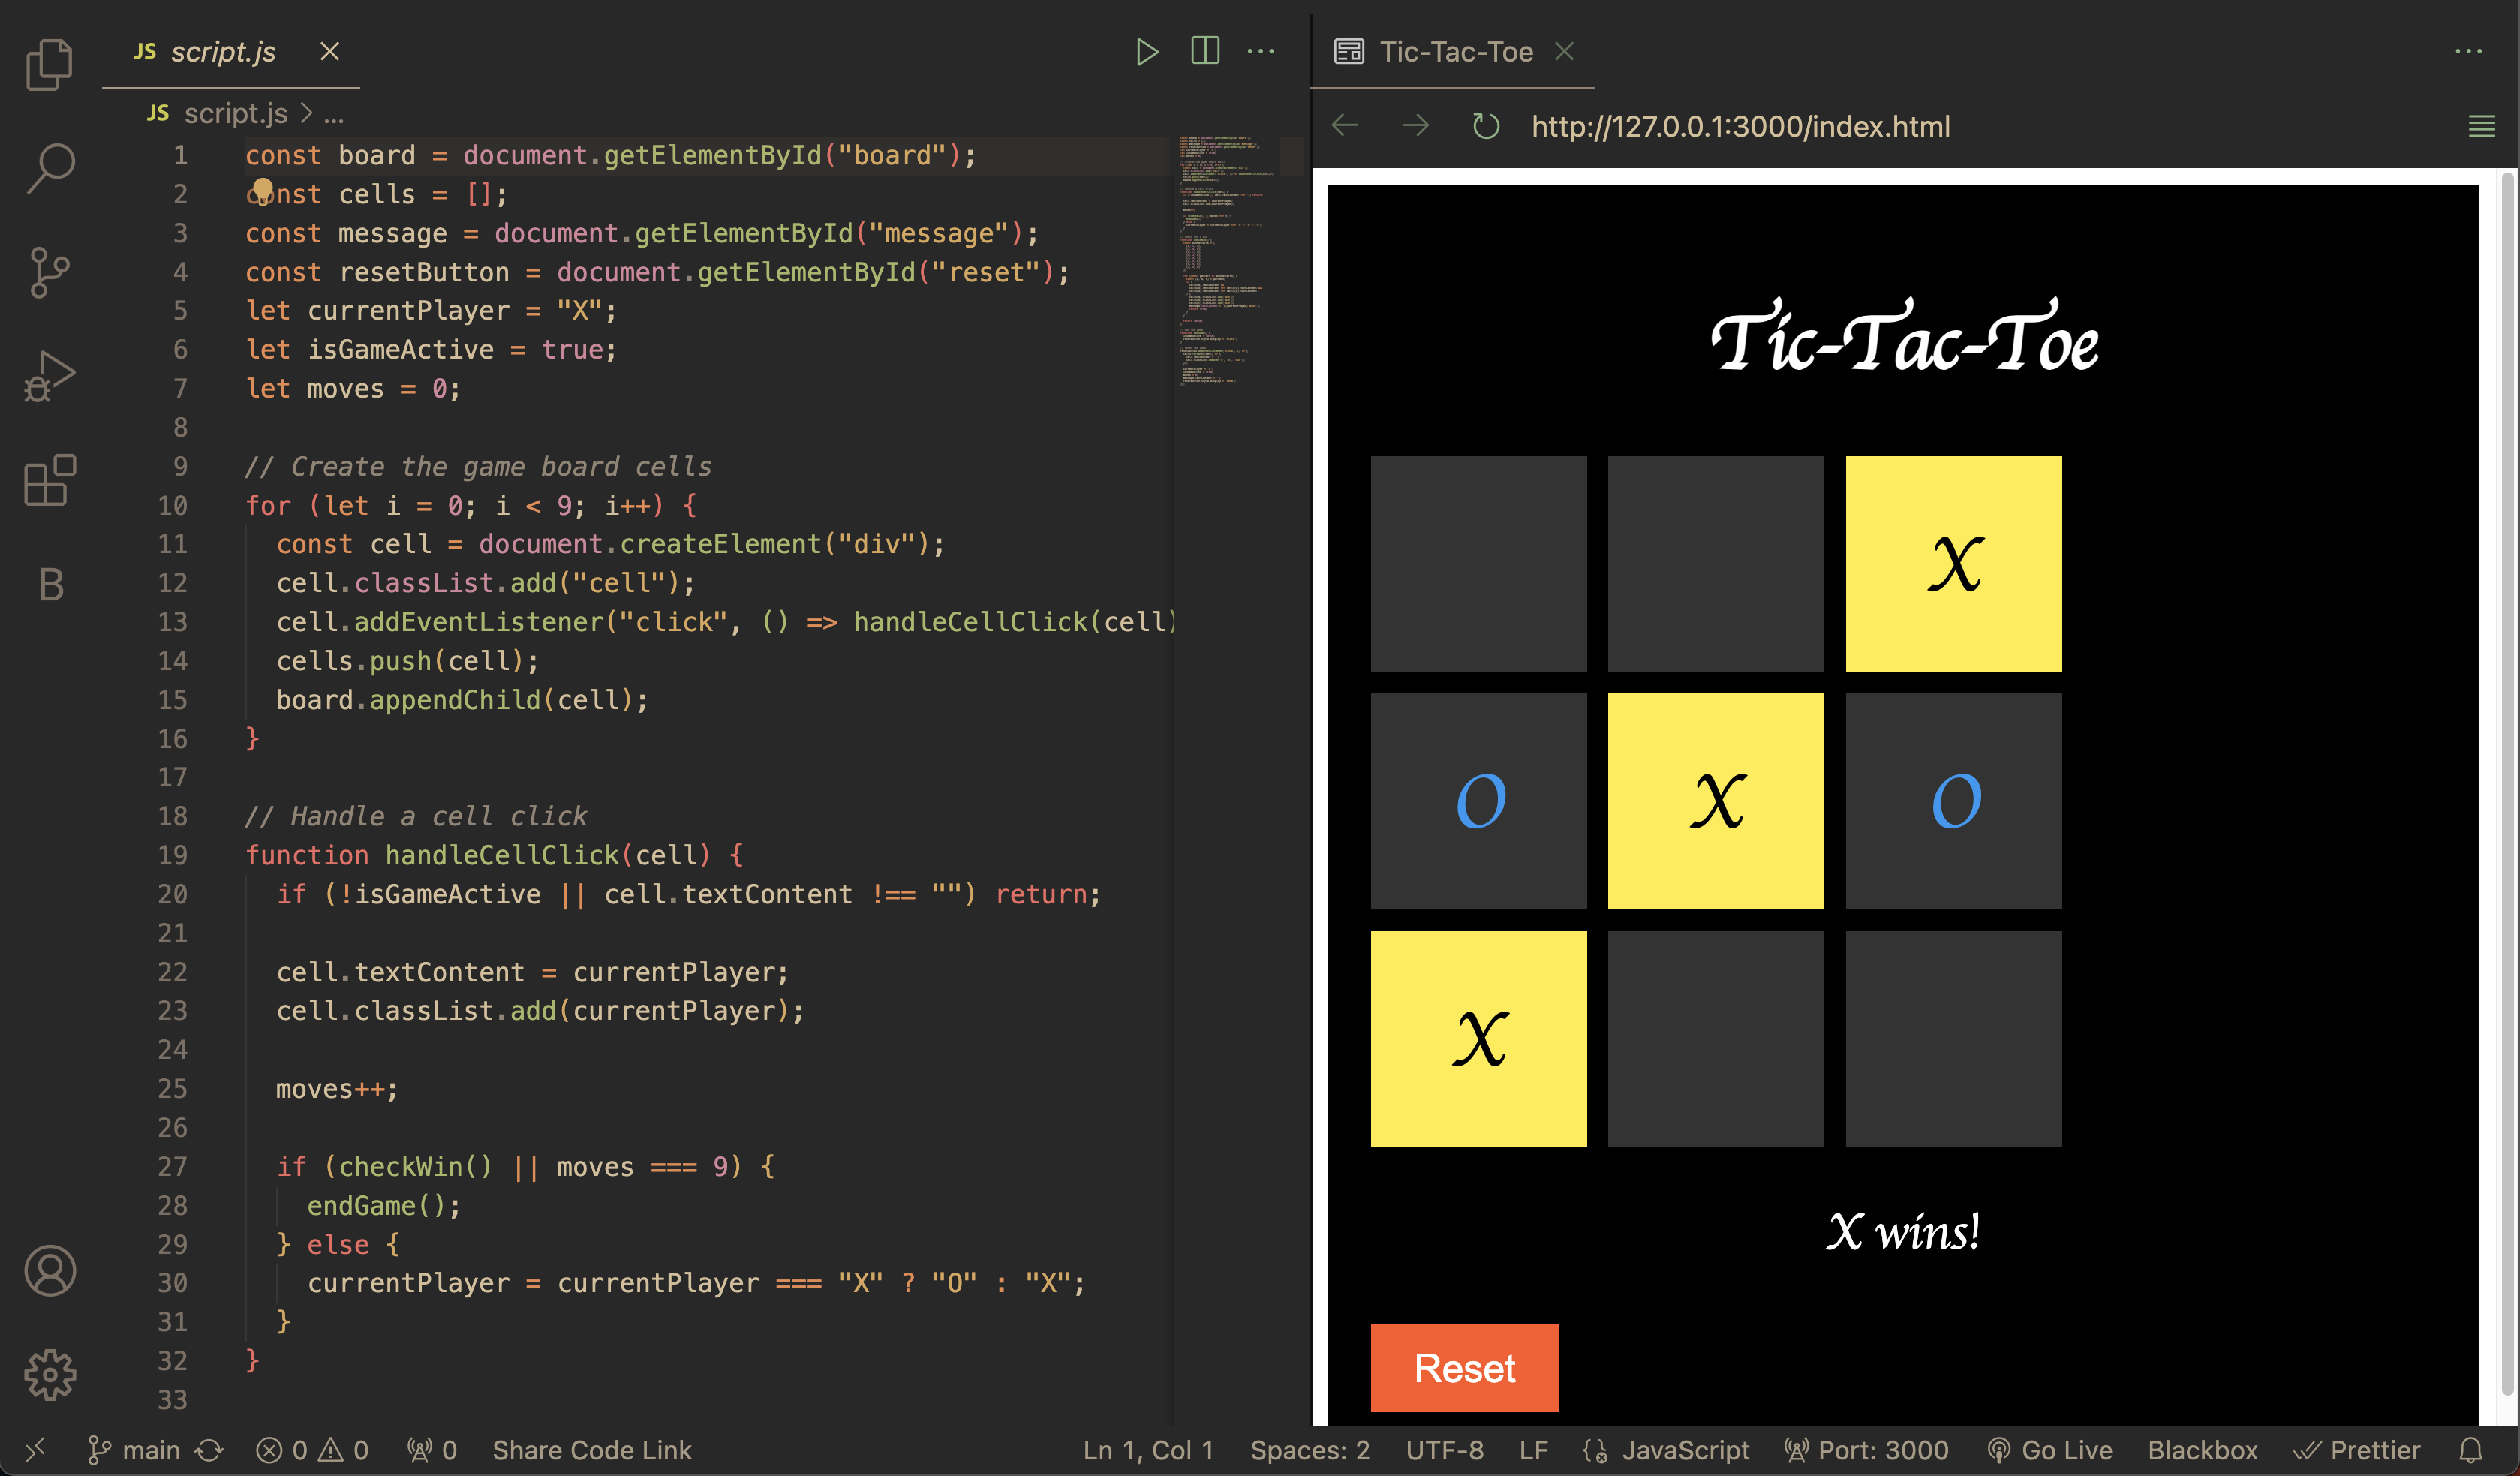 JS script.js
JS script.js > ...
1 const board = document.getElementById("board");
2 const cells = [];
3 const message = document.getElementById("message");
4 const resetButton = document.getElementById("reset");
5 let currentPlayer = "X";
6 let isGameActive = true;
7 let moves = 0;
8
9 // Create the game board cells
10 for (let i = 0; i < 9; i++) {
11 const cell = document.createElement("div");
12 cell.classList.add("cell");
13 cell.addEventListener("click", () => handleCellClick(cell)
14 cells.push(cell);
15 board.appendChild(cell);
16 }
17
18 // Handle a cell click
19 function handleCellClick(cell) {
20 if (!isGameActive || cell.textContent !== "") return;
21
22 cell.textContent = currentPlayer;
23 cell.classList.add(currentPlayer);
24
25 moves++;
26
27 if (checkWin() || moves === 9) {
28 endGame();
29 } else {
30 currentPlayer = currentPlayer === "X" ? "O" : "X";
31 }
32 }
33
B
Tic-Tac-Toe
http://127.0.0.1:3000/index.html
Tic-Tac-Toe
X
O X O
X
X wins!
Reset
main 0 0 0 Share Code Link Ln 1, Col 1 Spaces: 2 UTF-8 LF JavaScript Port: 3000 Go Live Blackbox Prettier